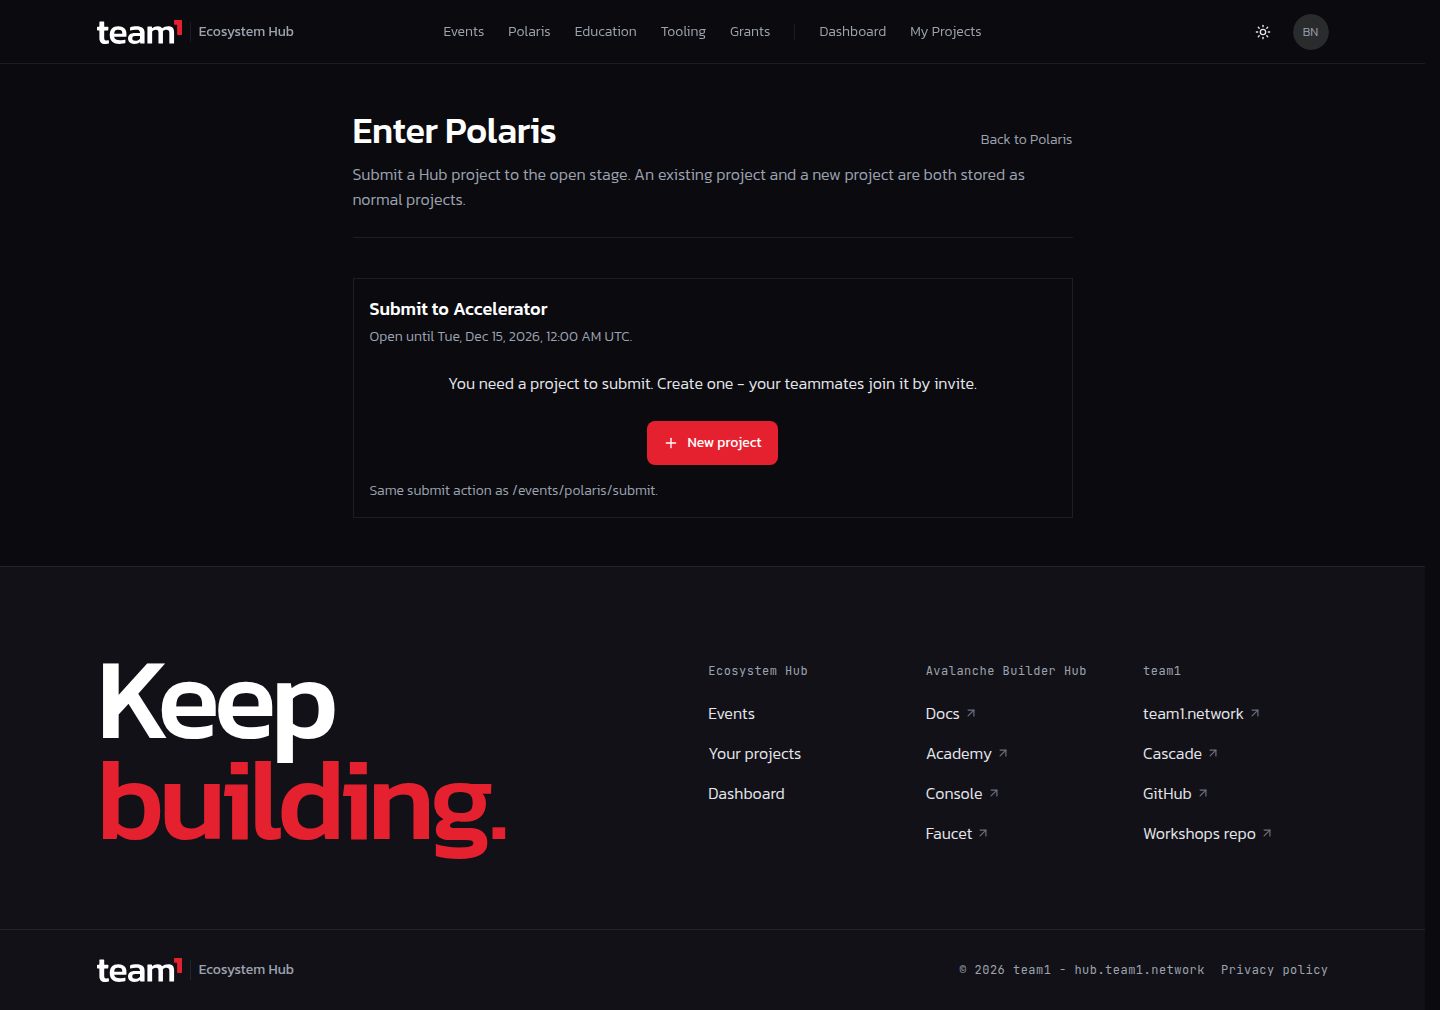 team1 Ecosystem Hub Events Polaris Education Tooling Grants Dashboard My Projects BN
Enter Polaris
Back to Polaris
Submit a Hub project to the open stage. An existing project and a new project are both stored as
normal projects.
Submit to Accelerator
Open until Tue, Dec 15, 2026, 12:00 AM UTC.
You need a project to submit. Create one - your teammates join it by invite.
+ New project
Same submit action as /events/polaris/submit.
Keep
building.
Ecosystem Hub
Events
Your projects
Dashboard
Avalanche Builder Hub
Docs
Academy
Console
Faucet
team1
team1.network
Cascade
GitHub
Workshops repo
team1 Ecosystem Hub
© 2026 team1 - hub.team1.network Privacy policy